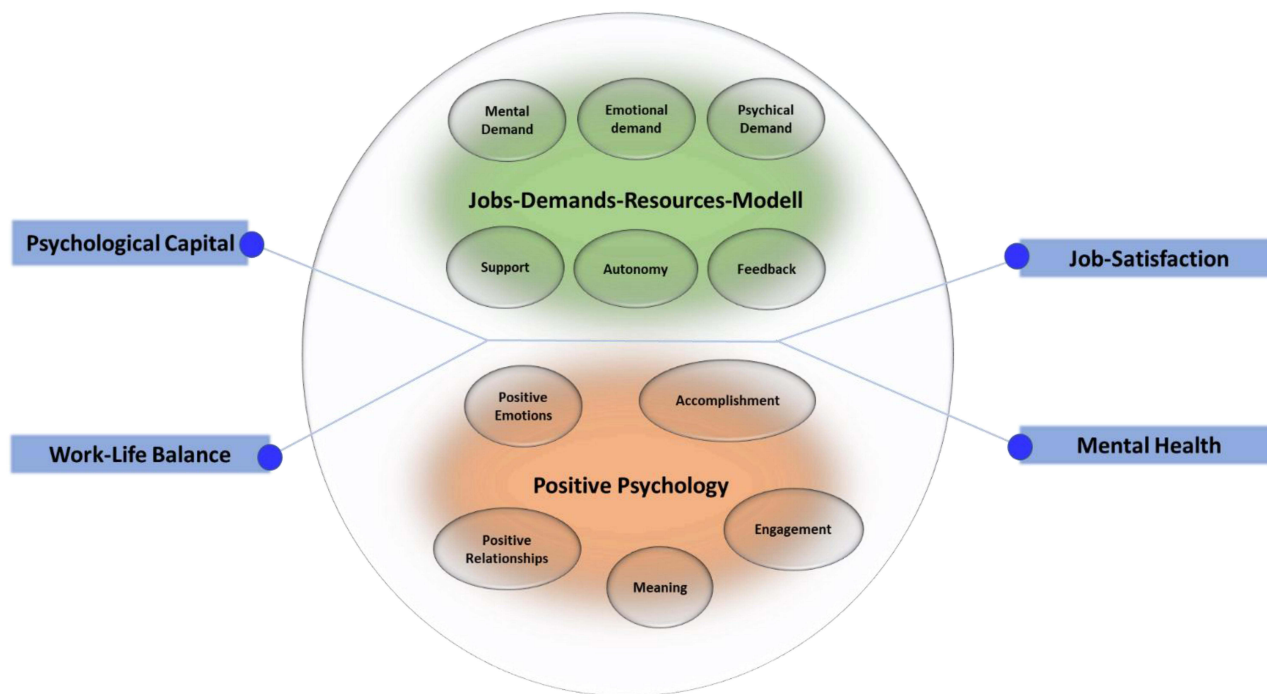 Mental
Demand
Emotional
demand
Psychical
Demand
Jobs-Demands-Resources-Modell
Support
Autonomy
Feedback
Psychological Capital
Work-Life Balance
Job-Satisfaction
Mental Health
Positive
Emotions
Accomplishment
Positive Psychology
Positive
Relationships
Meaning
Engagement